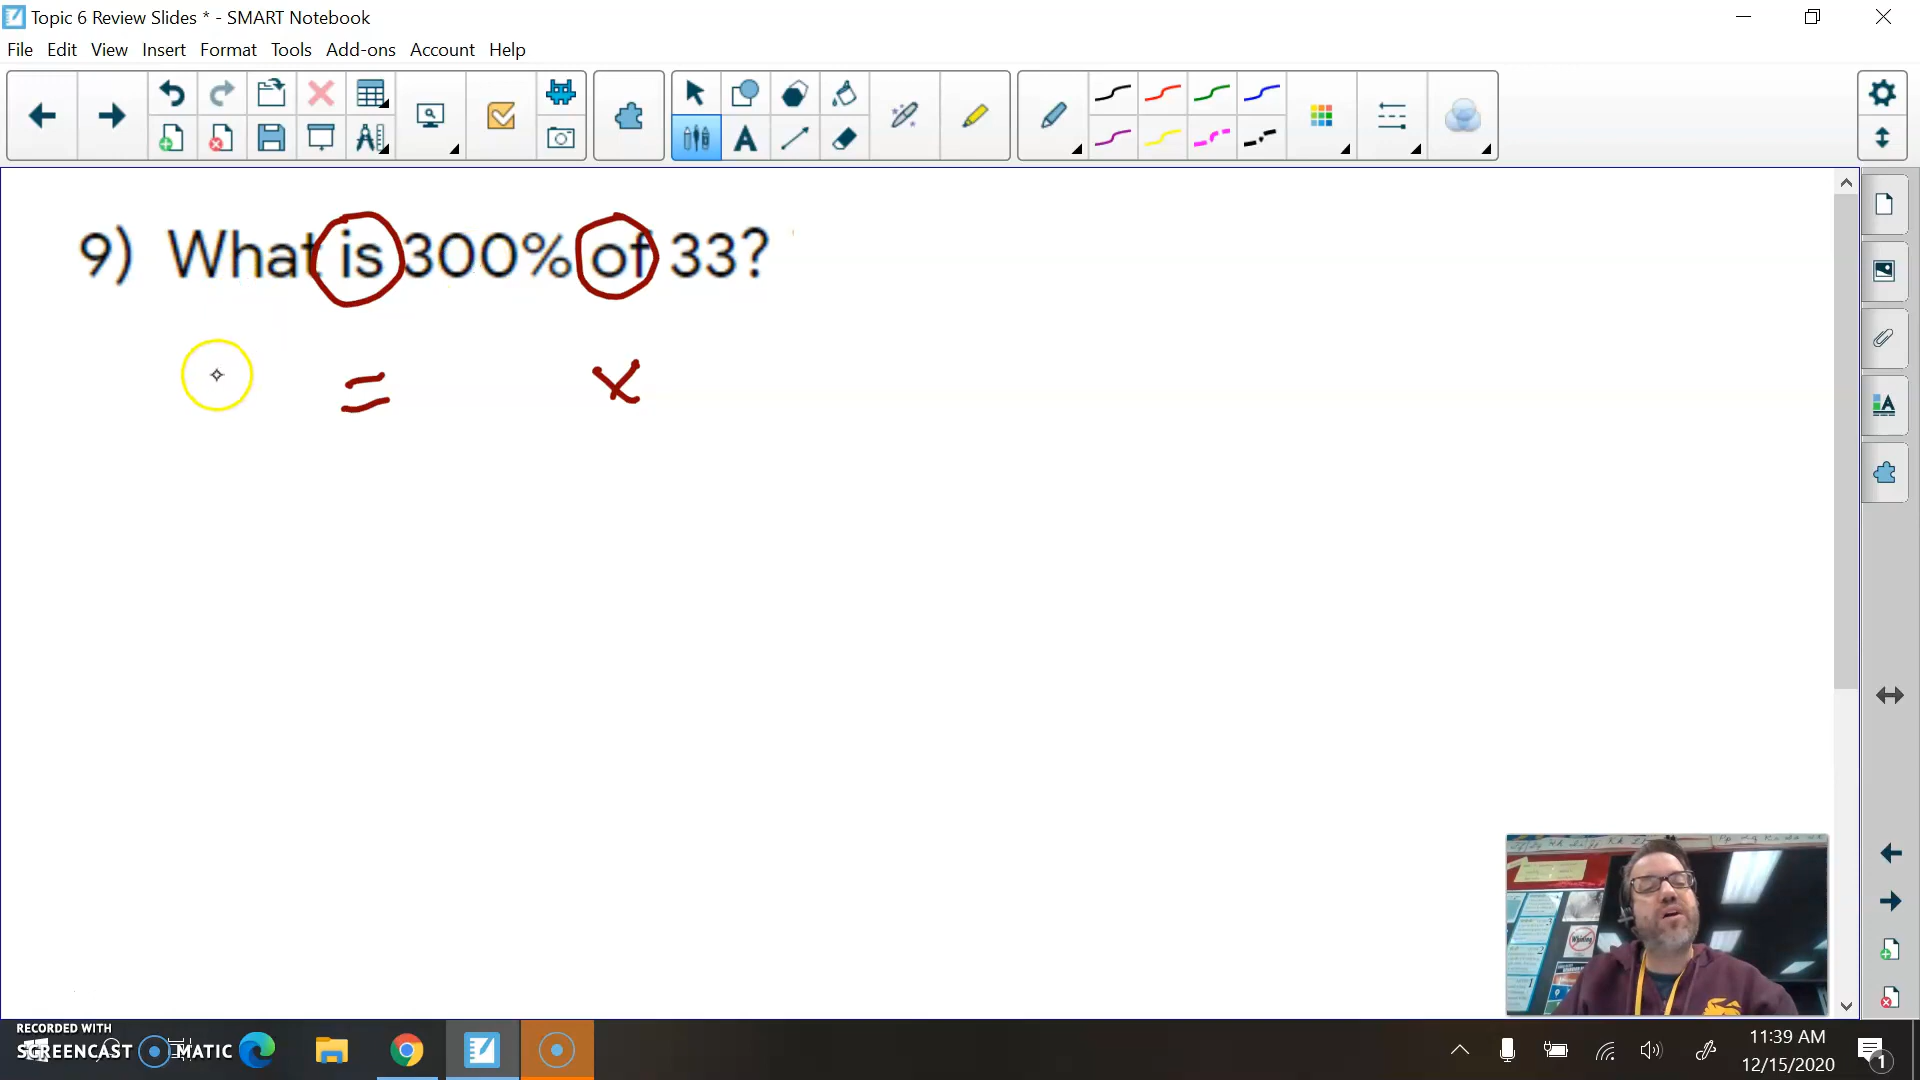 Topic 6 Review Slides * - SMART Notebook
File Edit View Insert Format Tools Add-ons Account Help
9) What is 300% of 33?
= x
RECORDED WITH
SCREENCAST MATIC
11:39 AM
12/15/2020
1